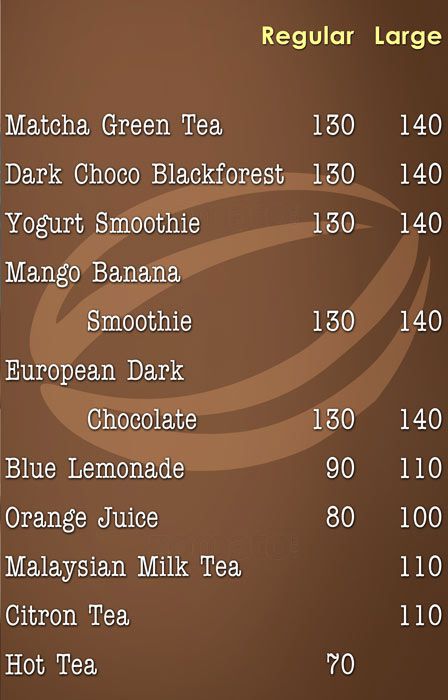 Regular Large
Matcha Green Tea 130 140
Dark Choco Blackforest 130 140
Yogurt Smoothie 130 140
Mango Banana
Smoothie 130 140
European Dark
Chocolate 130 140
Blue Lemonade 90 110
Orange Juice 80 100
Malaysian Milk Tea 110
Citron Tea 110
Hot Tea 70